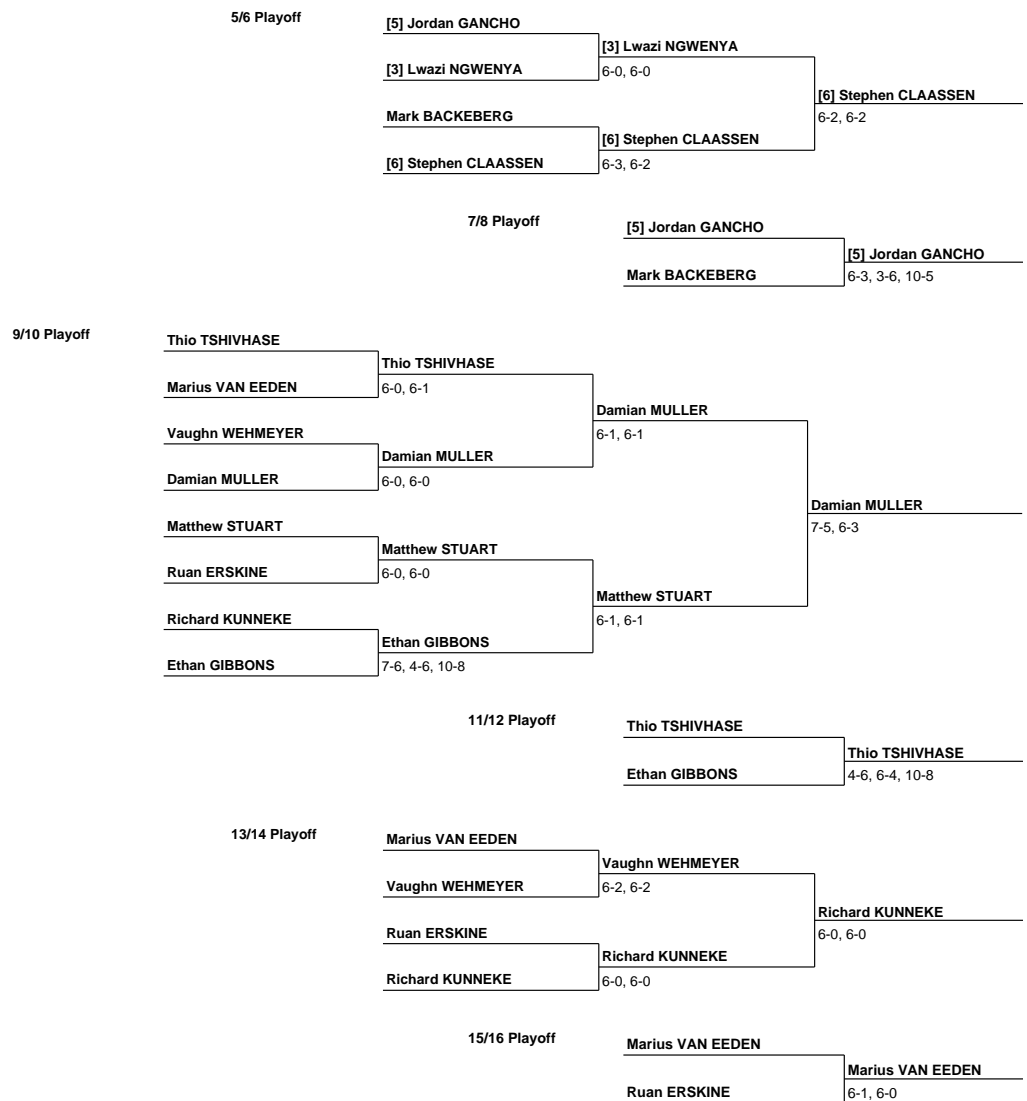 5/6 Playoff
[5] Jordan GANCHO
[3] Lwazi NGWENYA
[3] Lwazi NGWENYA
6-0, 6-0
[6] Stephen CLAASSEN
6-2, 6-2
Mark BACKEBERG
[6] Stephen CLAASSEN
[6] Stephen CLAASSEN
6-3, 6-2
7/8 Playoff
[5] Jordan GANCHO
[5] Jordan GANCHO
Mark BACKEBERG
6-3, 3-6, 10-5
9/10 Playoff
Thio TSHIVHASE
Thio TSHIVHASE
Marius VAN EEDEN
6-0, 6-1
Damian MULLER
6-1, 6-1
Vaughn WEHMEYER
Damian MULLER
Damian MULLER
6-0, 6-0
Damian MULLER
7-5, 6-3
Matthew STUART
Matthew STUART
Ruan ERSKINE
6-0, 6-0
Matthew STUART
6-1, 6-1
Richard KUNNEKE
Ethan GIBBONS
Ethan GIBBONS
7-6, 4-6, 10-8
11/12 Playoff
Thio TSHIVHASE
Thio TSHIVHASE
Ethan GIBBONS
4-6, 6-4, 10-8
13/14 Playoff
Marius VAN EEDEN
Vaughn WEHMEYER
Vaughn WEHMEYER
6-2, 6-2
Richard KUNNEKE
6-0, 6-0
Ruan ERSKINE
Richard KUNNEKE
Richard KUNNEKE
6-0, 6-0
15/16 Playoff
Marius VAN EEDEN
Marius VAN EEDEN
Ruan ERSKINE
6-1, 6-0